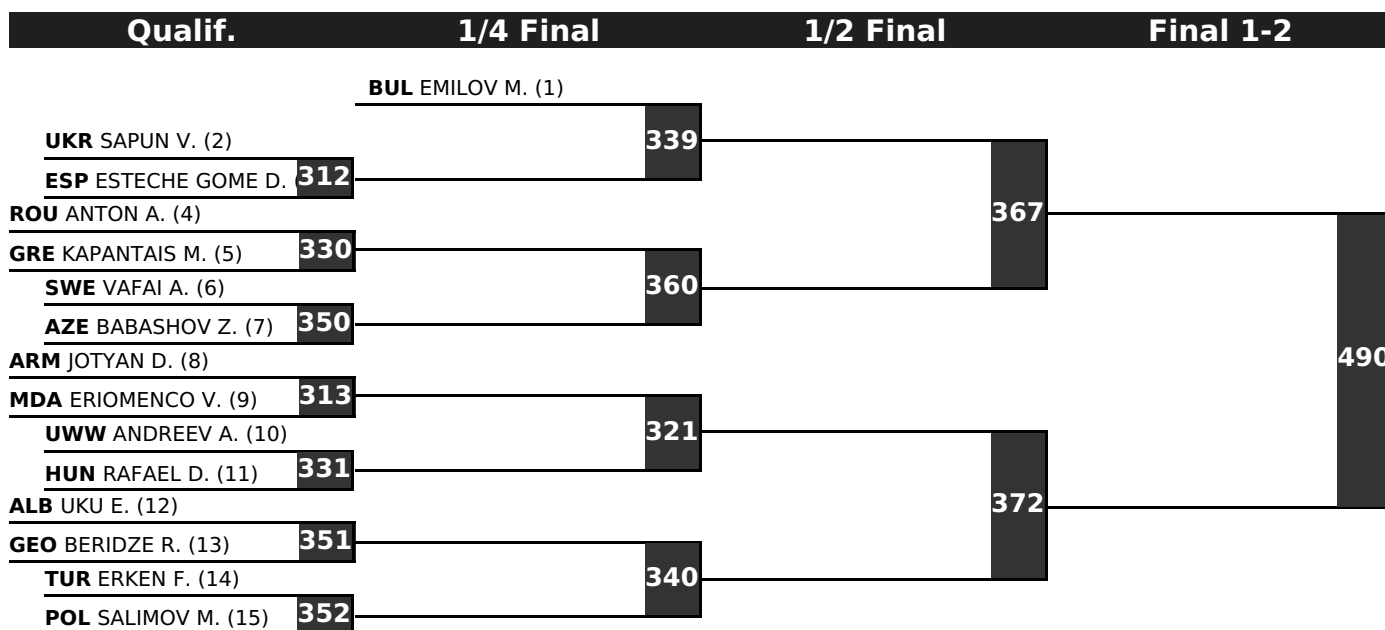 Qualif. 1/4 Final 1/2 Final Final 1-2
BUL EMILOV M. (1)
339
UKR SAPUN V. (2)
312
ESP ESTECHE GOME D. (
ROU ANTON A. (4)
367
330
GRE KAPANTAIS M. (5)
SWE VAFAI A. (6)
360
350
AZE BABASHOV Z. (7)
ARM JOTYAN D. (8)
490
313
MDA ERIOMENCO V. (9)
UWW ANDREEV A. (10)
321
331
HUN RAFAEL D. (11)
ALB UKU E. (12)
372
351
GEO BERIDZE R. (13)
TUR ERKEN F. (14)
340
352
POL SALIMOV M. (15)